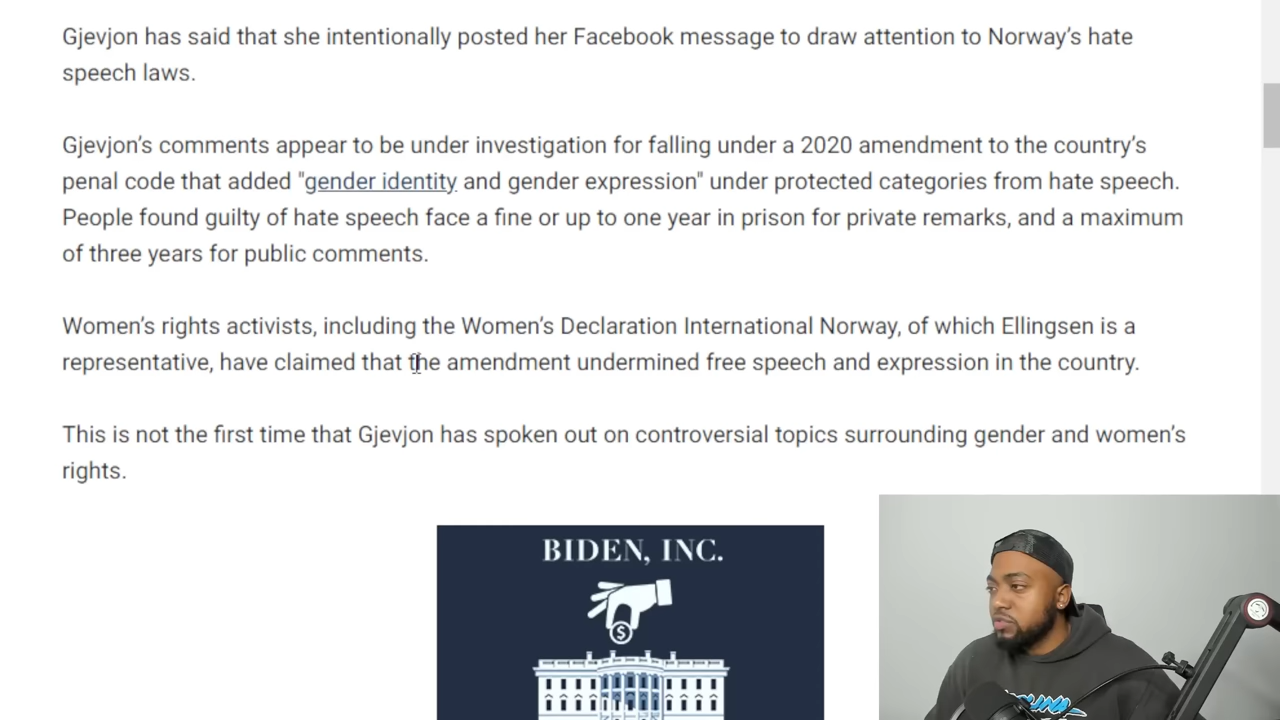 Gjevjon has said that she intentionally posted her Facebook message to draw attention to Norway’s hate
speech laws.
Gjevjon’s comments appear to be under investigation for falling under a 2020 amendment to the country’s
penal code that added "gender identity and gender expression" under protected categories from hate speech.
People found guilty of hate speech face a fine or up to one year in prison for private remarks, and a maximum
of three years for public comments.
Women’s rights activists, including the Women’s Declaration International Norway, of which Ellingsen is a
representative, have claimed that the amendment undermined free speech and expression in the country.
This is not the first time that Gjevjon has spoken out on controversial topics surrounding gender and women’s
rights.
BIDEN, INC.
$